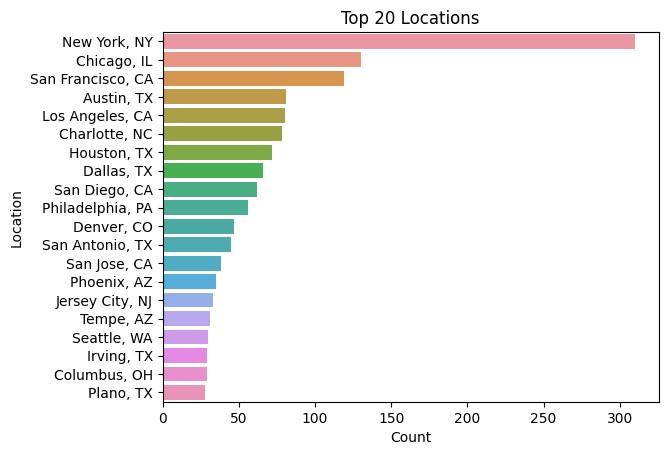 Top 20 Locations
Location
New York, NY
Chicago, IL
San Francisco, CA
Austin, TX
Los Angeles, CA
Charlotte, NC
Houston, TX
Dallas, TX
San Diego, CA
Philadelphia, PA
Denver, CO
San Antonio, TX
San Jose, CA
Phoenix, AZ
Jersey City, NJ
Tempe, AZ
Seattle, WA
Irving, TX
Columbus, OH
Plano, TX
0 50 100 150 200 250 300
Count